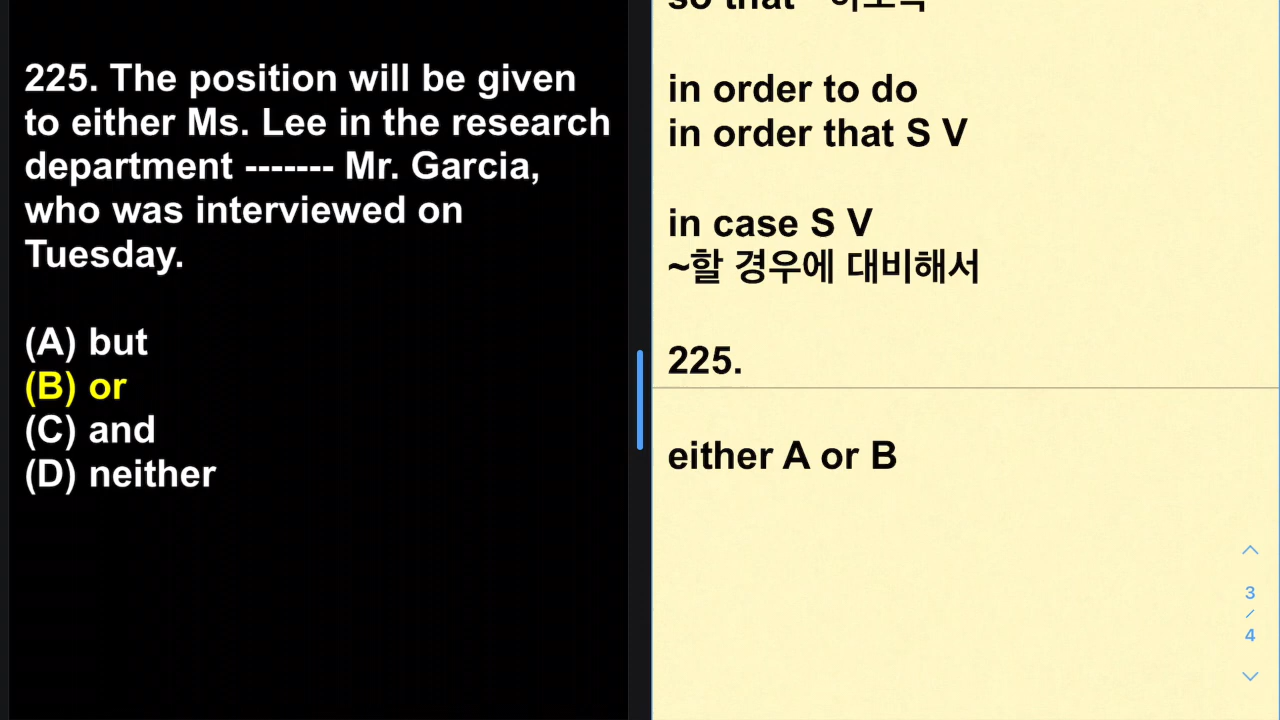 225. The position will be given
to either Ms. Lee in the research
department ------- Mr. Garcia,
who was interviewed on
Tuesday.
(A) but
(B) or
(C) and
(D) neither
so that
in order to do
in order that S V
in case S V
~할 경우에 대비해서
225.
either A or B
3
/
4